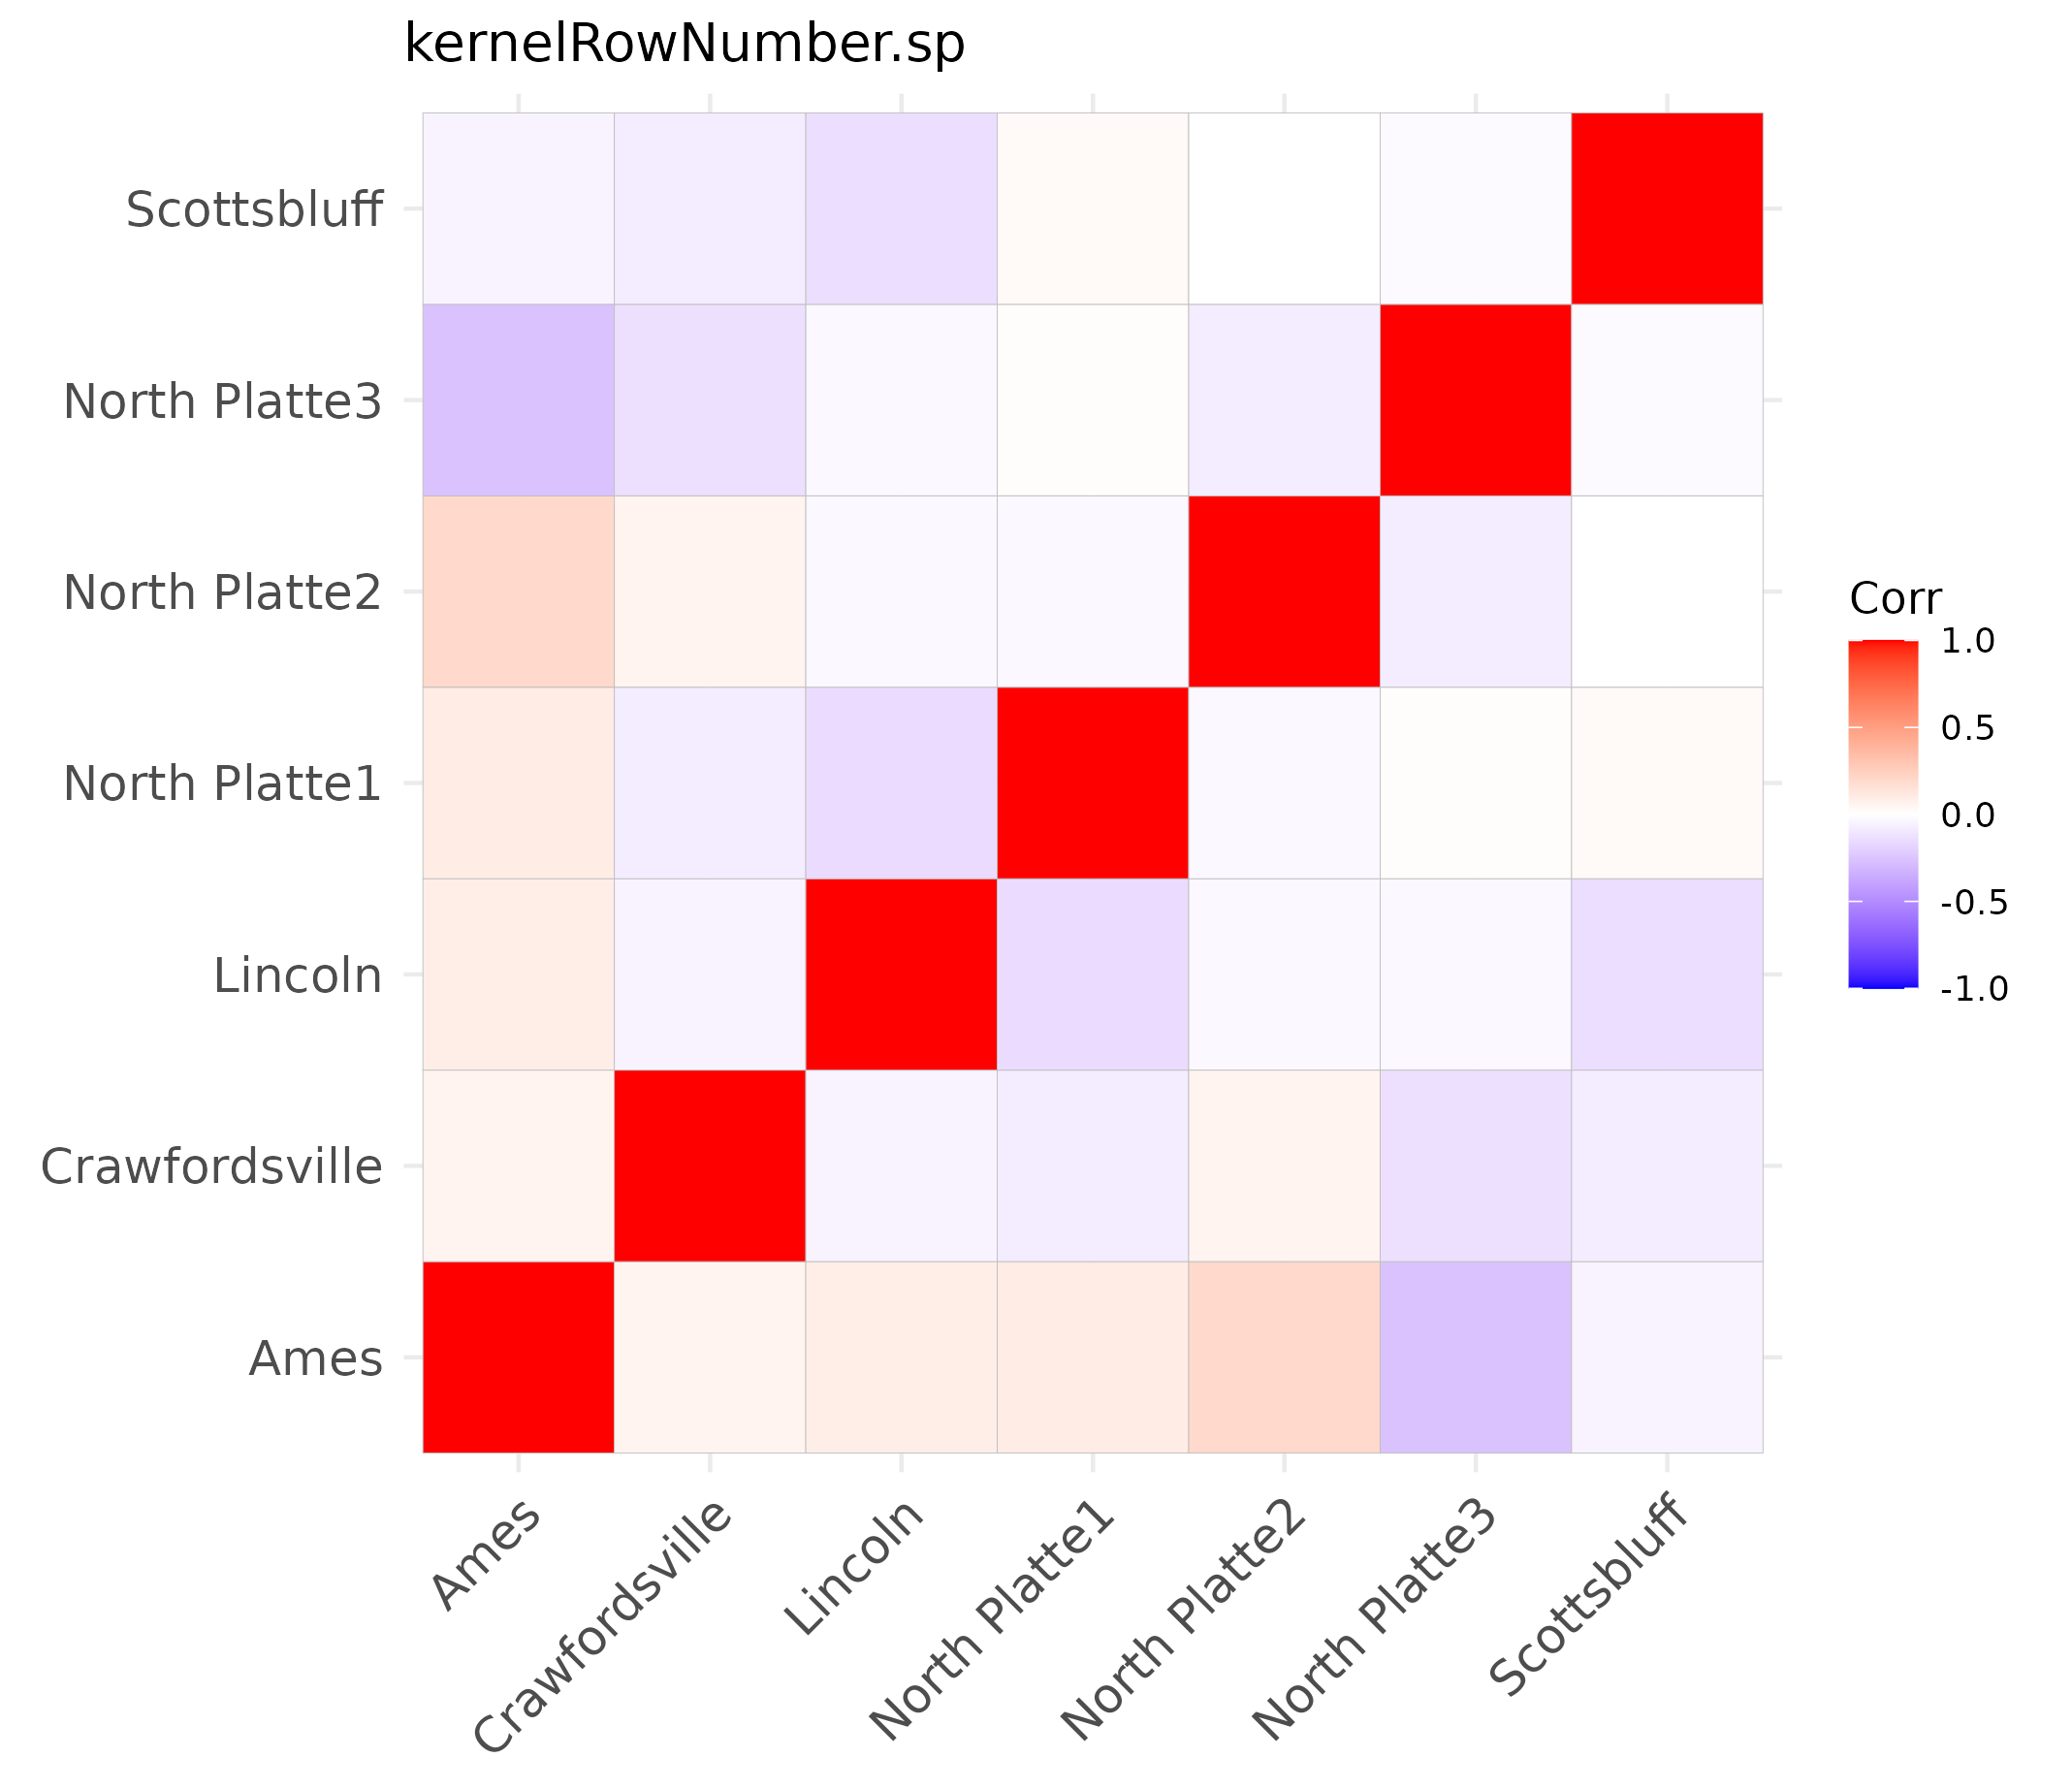 kernelRowNumber.sp
Scottsbluff
North Platte3
North Platte2
North Platte1
Lincoln
Crawfordsville
Ames
Ames
Crawfordsville
Lincoln
North Platte1
North Platte2
North Platte3
Scottsbluff
Corr
1.0
0.5
0.0
-0.5
-1.0